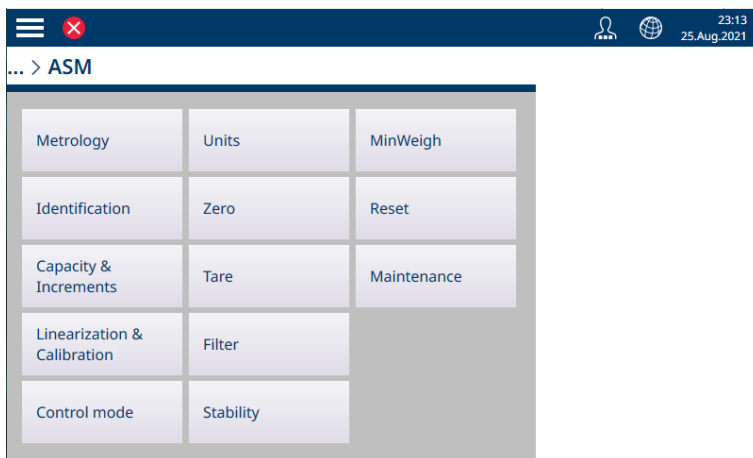 23:13
25.Aug.2021
... > ASM
Metrology
Units
MinWeigh
Identification
Zero
Reset
Capacity &
Increments
Tare
Maintenance
Linearization &
Calibration
Filter
Control mode
Stability